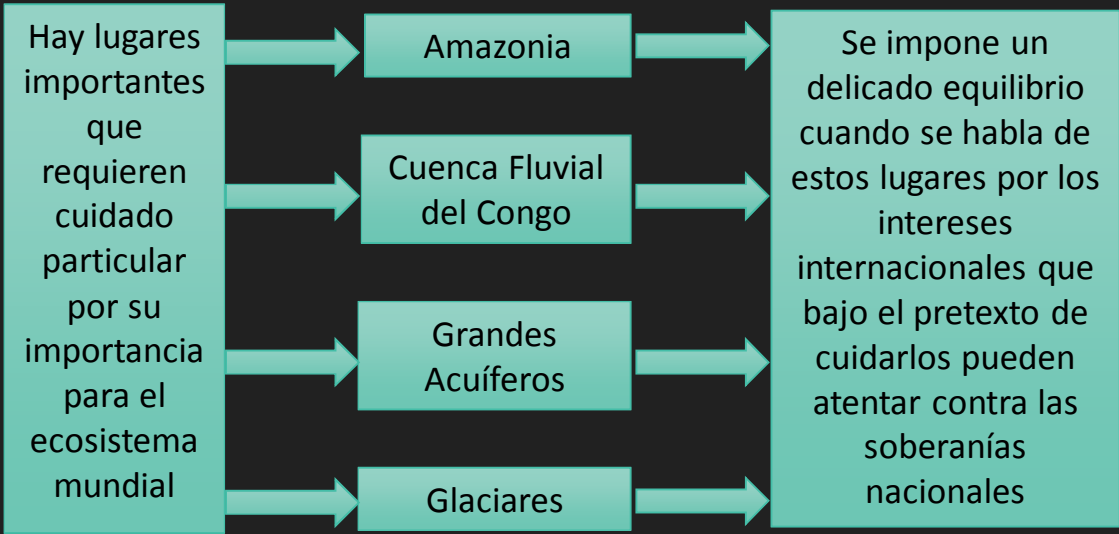 Hay lugares
importantes
que
requieren
cuidado
particular
por su
importancia
para el
ecosistema
mundial
Amazonia
Cuenca Fluvial
del Congo
Grandes
Acuíferos
Glaciares
Se impone un
delicado equilibrio
cuando se habla de
estos lugares por los
intereses
internacionales que
bajo el pretexto de
cuidarlos pueden
atentar contra las
soberanías
nacionales